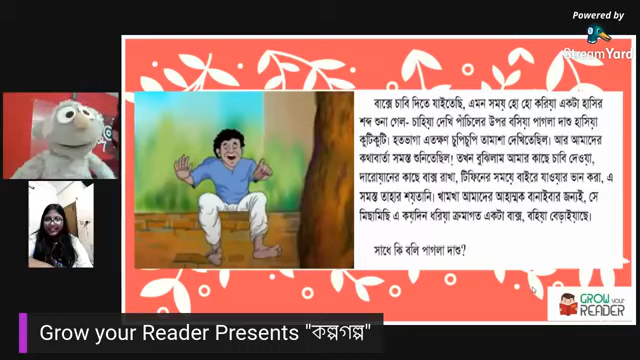 Powered by
StreamYard
বাক্সে চাবি দিতে যাইতেছি, এমন সময় হো হো করিয়া একটা হাসির
শব্দ শুনা গেল- চাহিয়া দেখি পাঁচিলের উপর বসিয়া পাগলা দাশু হাসিয়া
কুটিকুটি। হতভাগা এতক্ষণ চুপিচুপি তামাশা দেখিতেছিল। আর আমাদের
কথাবার্তা সমস্ত শুনিতেছিল! তখন বুঝিলাম আমার কাছে চাবি দেওয়া,
দারোয়ানের কাছে বাক্স রাখা, টিফিনের সময়ে বাইরে যাওয়ার ভান করা, এ
সমস্ত তাহার শয়তানি। খামখা আমাদের আহাম্মক বানাইবার জন্যই, সে
মিছামিছি এ কয়দিন ধরিয়া ক্রমাগত একটা বাক্স, বহিয়া বেড়াইয়াছে।
সাধে কি বলি পাগলা দাশু?
GROW your
READER
Grow your Reader Presents "কল্পগল্প"